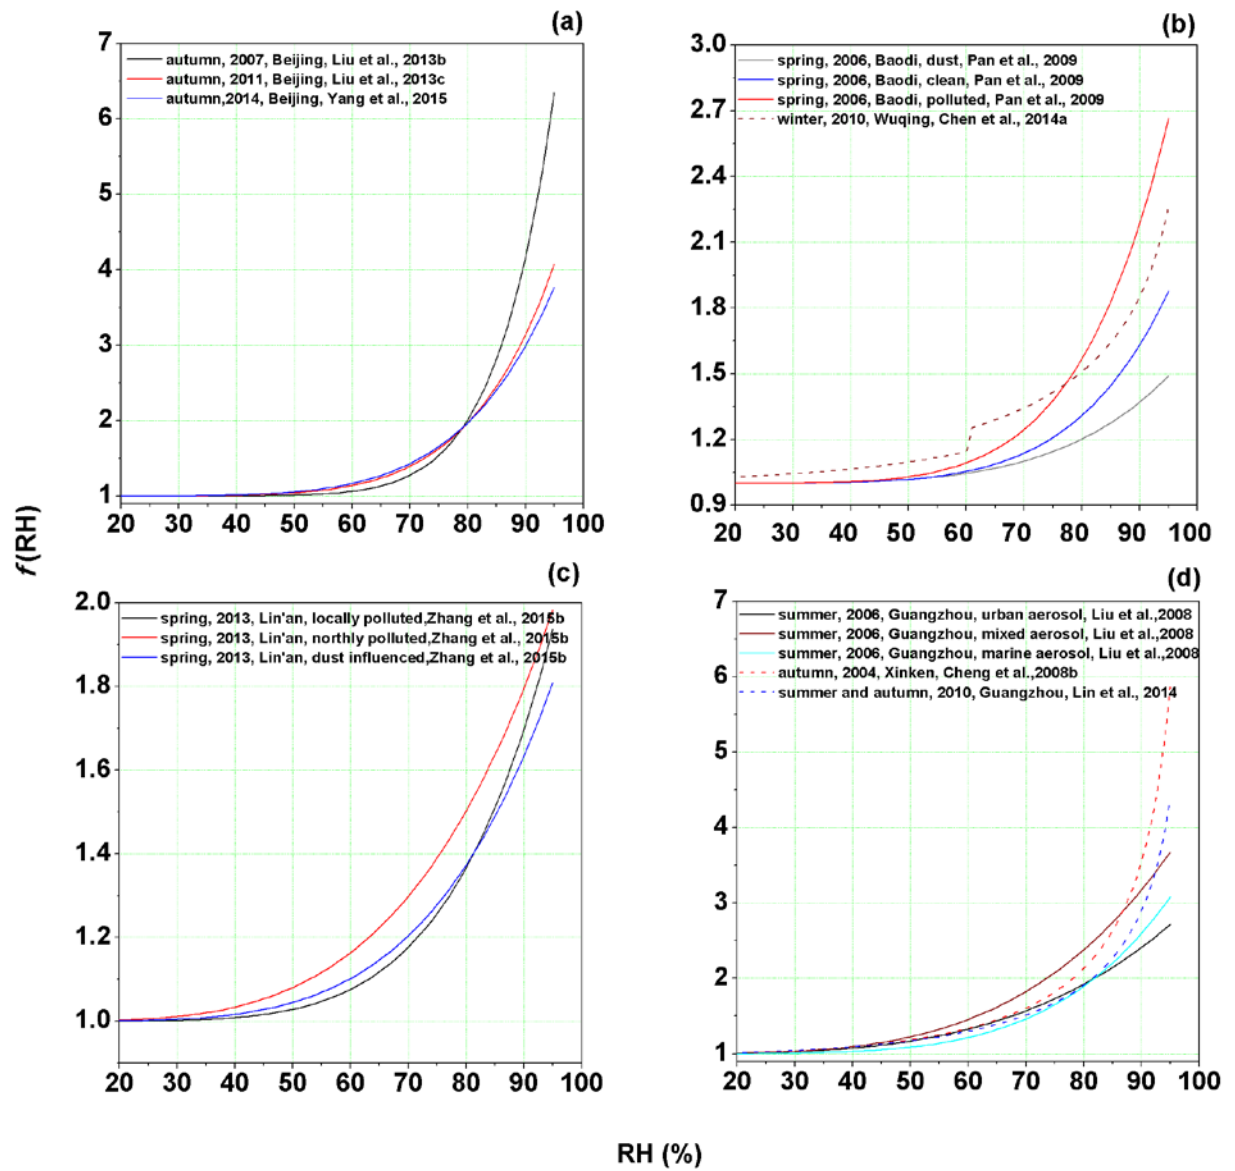 (a)
7
6
5
4
3
2
1
autumn, 2007, Beijing, Liu et al., 2013b
autumn, 2011, Beijing, Liu et al., 2013c
autumn,2014, Beijing, Yang et al., 2015
20 30 40 50 60 70 80 90 100
(b)
3.0
2.7
2.4
2.1
1.8
1.5
1.2
0.9
spring, 2006, Baodi, dust, Pan et al., 2009
spring, 2006, Baodi, clean, Pan et al., 2009
spring, 2006, Baodi, polluted, Pan et al., 2009
winter, 2010, Wuqing, Chen et al., 2014a
20 30 40 50 60 70 80 90 100
f(RH)
(c)
2.0
1.8
1.6
1.4
1.2
1.0
spring, 2013, Lin'an, locally polluted,Zhang et al., 2015b
spring, 2013, Lin'an, northly polluted,Zhang et al., 2015b
spring, 2013, Lin'an, dust influenced,Zhang et al., 2015b
20 30 40 50 60 70 80 90 100
(d)
7
6
5
4
3
2
1
summer, 2006, Guangzhou, urban aerosol, Liu et al.,2008
summer, 2006, Guangzhou, mixed aerosol, Liu et al.,2008
summer, 2006, Guangzhou, marine aerosol, Liu et al.,2008
autumn, 2004, Xinken, Cheng et al.,2008b
summer and autumn, 2010, Guangzhou, Lin et al., 2014
20 30 40 50 60 70 80 90 100
RH (%)